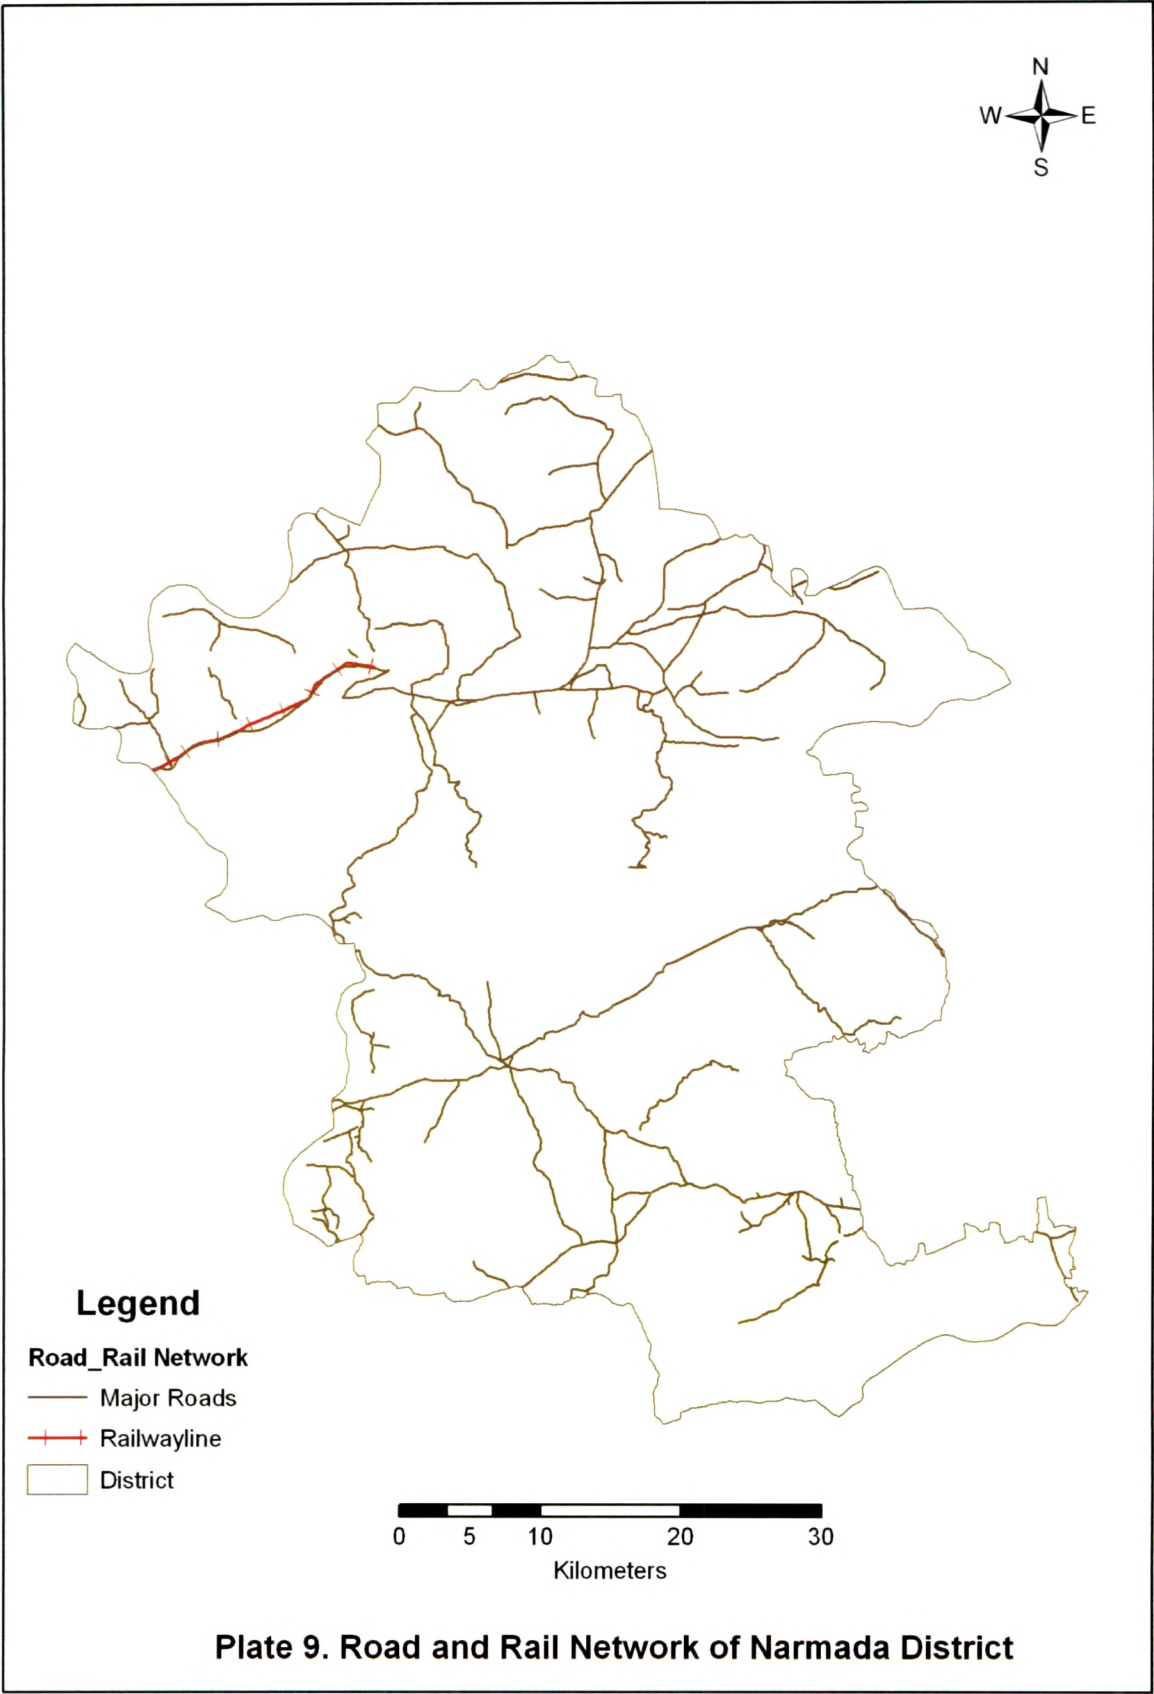 N
W E
S
Legend
Road_Rail Network
Major Roads
Railwayline
District
0 5 10 20 30
Kilometers
Plate 9. Road and Rail Network of Narmada District